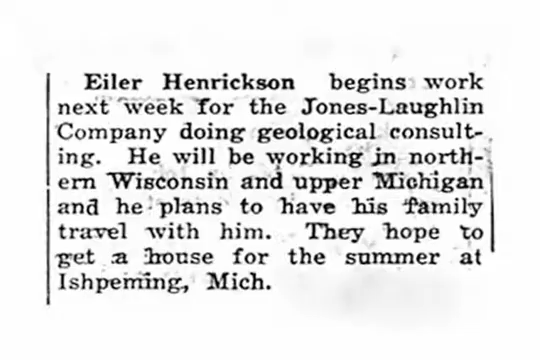 Eiler Henrickson begins work
next week for the Jones-Laughlin
Company doing geological consult-
ing. He will be working in north-
ern Wisconsin and upper Michigan
and he plans to have his family
travel with him. They hope to
get a house for the summer at
Ishpeming, Mich.